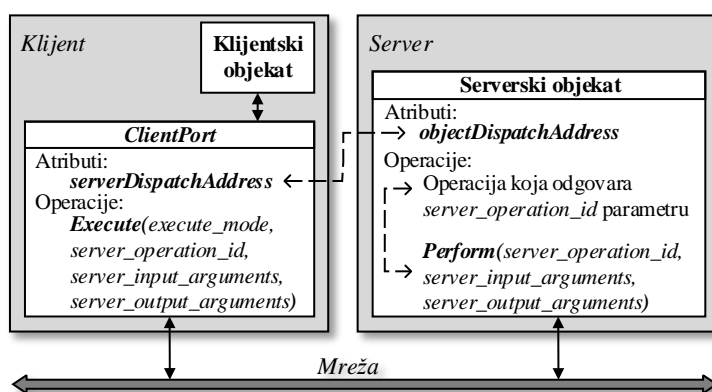 Klijent
Klijentski
objekat
ClientPort
Atributi:
serverDispatchAddress
Operacije:
Execute(execute_mode,
server_operation_id,
server_input_arguments,
server_output_arguments)
Server
Serverski objekat
Atributi:
objectDispatchAddress
Operacije:
Operacija koja odgovara
server_operation_id parametru
Perform(server_operation_id,
server_input_arguments,
server_output_arguments)
Mreža